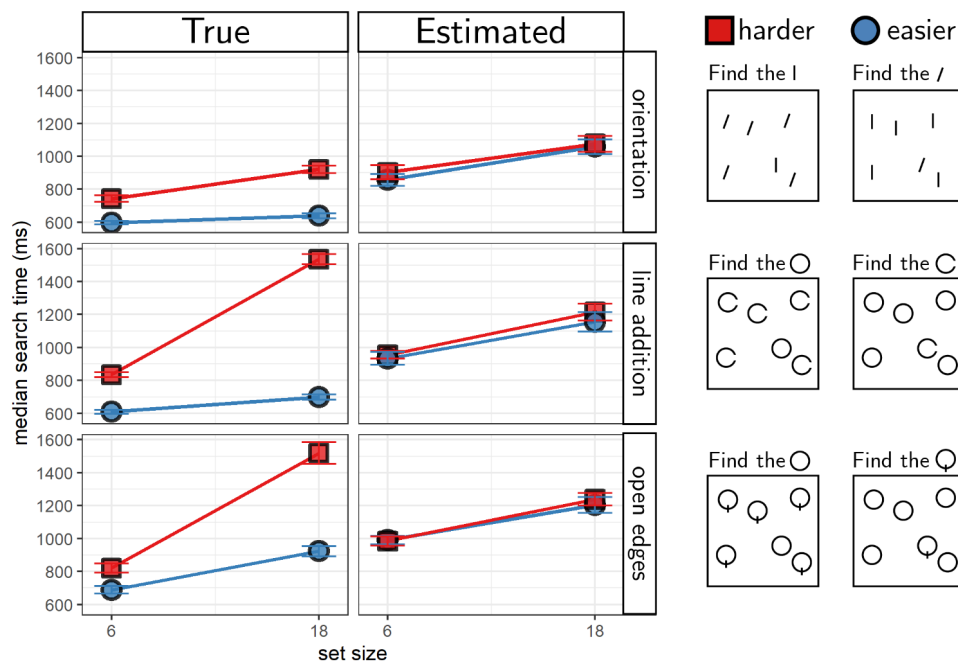 True
Estimated
harder
easier
median search time (ms)
1600
1400
1200
1000
800
600
orientation
Find the |
Find the /
1600
1400
1200
1000
800
600
line addition
Find the
Find the
1600
1400
1200
1000
800
600
open edges
Find the
Find the
6
18
6
18
set size